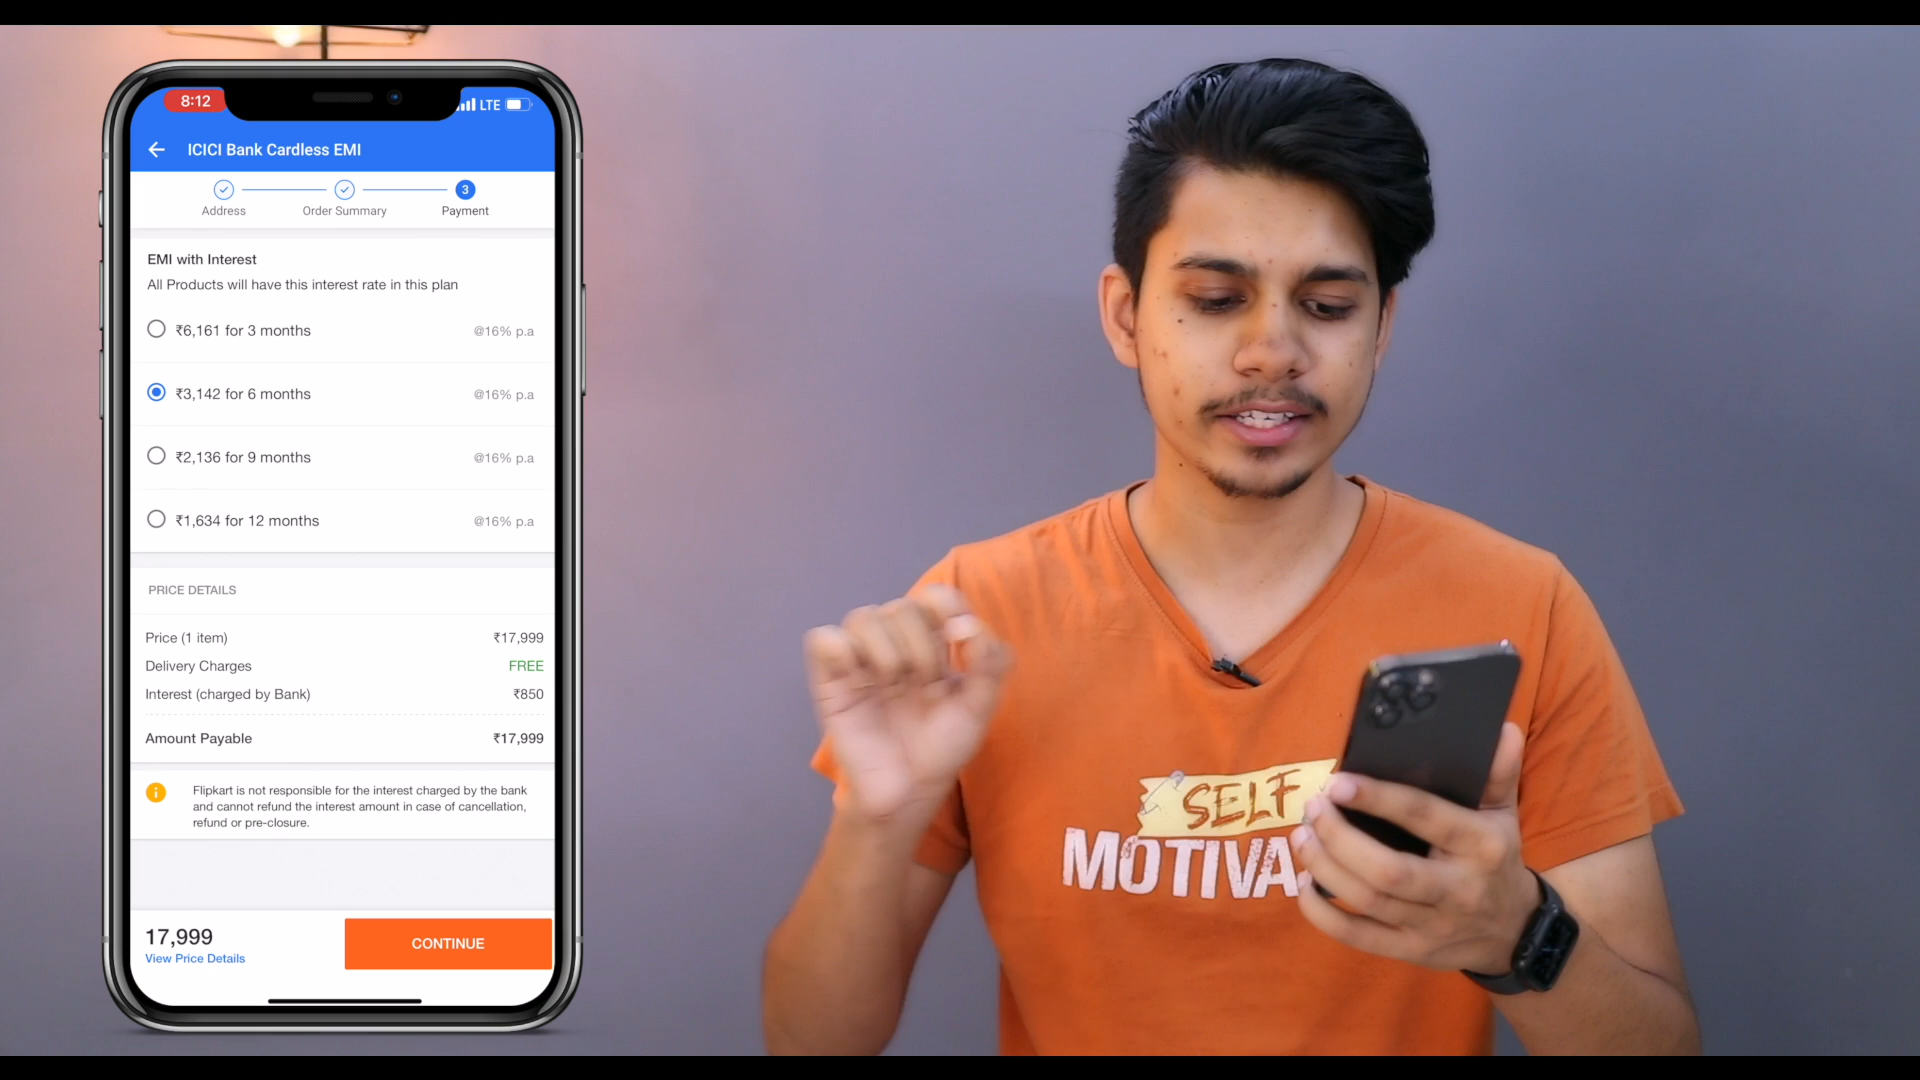 8:12
LTE
ICICI Bank Cardless EMI
3
Address
Order Summary
Payment
EMI with Interest
All Products will have this interest rate in this plan
₹6,161 for 3 months @16% p.a
₹3,142 for 6 months @16% p.a
₹2,136 for 9 months @16% p.a
₹1,634 for 12 months @16% p.a
PRICE DETAILS
Price (1 item) ₹17,999
Delivery Charges FREE
Interest (charged by Bank) ₹850
Amount Payable ₹17,999
Flipkart is not responsible for the interest charged by the bank
and cannot refund the interest amount in case of cancellation,
refund or pre-closure.
17,999
View Price Details
CONTINUE
SELF
MOTIVA